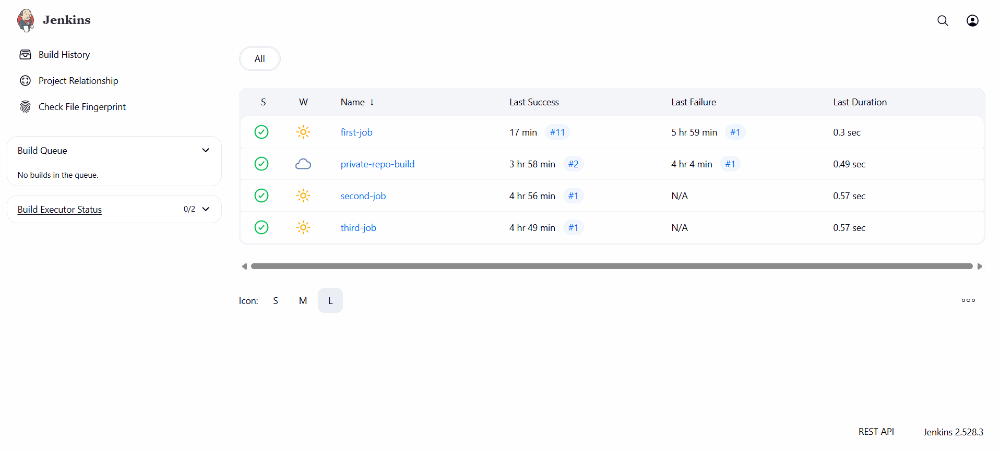 Jenkins
Build History
Project Relationship
Check File Fingerprint
Build Queue
No builds in the queue.
Build Executor Status 0/2
All
S W Name ↓ Last Success Last Failure Last Duration
first-job 17 min #11 5 hr 59 min #1 0.3 sec
private-repo-build 3 hr 58 min #2 4 hr 4 min #1 0.49 sec
second-job 4 hr 56 min #1 N/A 0.57 sec
third-job 4 hr 49 min #1 N/A 0.57 sec
Icon: S M L
REST API Jenkins 2.528.3